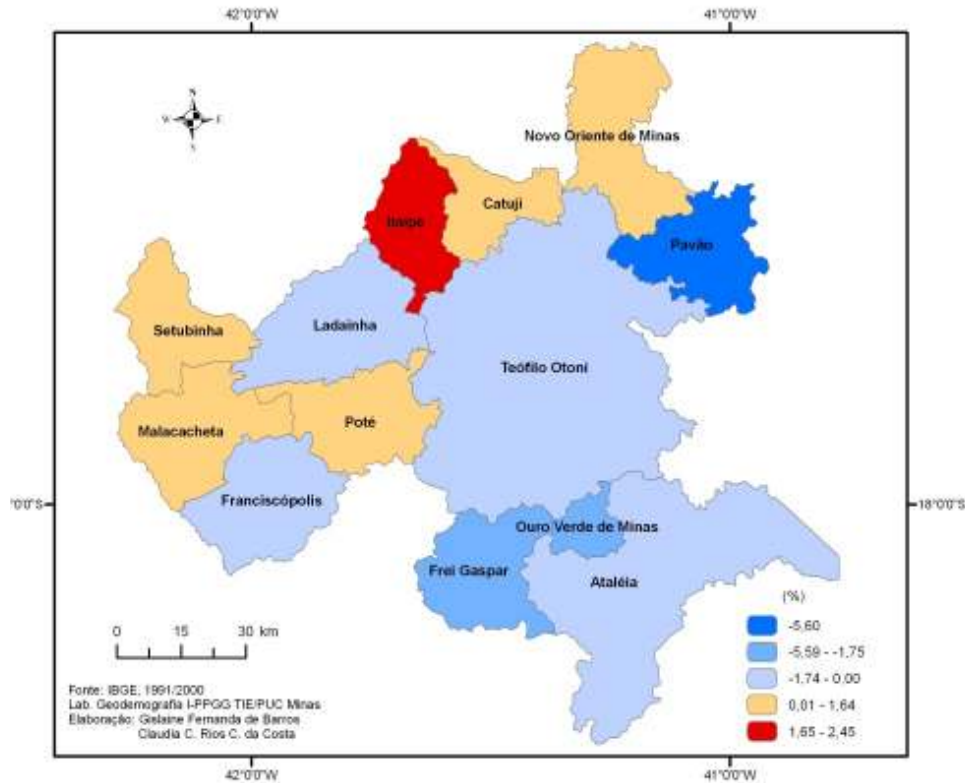 42°0'0"W 41°0'0"W
N
W E
S
Novo Oriente de Minas
Itaipé
Catuji
Pavão
Setubinha
Ladainha
Teófilo Otoni
Malacacheta
Poté
Franciscópolis
°0'0"S 18°0'0"S
Ouro Verde de Minas
Frei Gaspar
Ataléia
(%)
-5,60
-5,59 - -1,75
-1,74 - 0,00
0,01 - 1,64
1,65 - 2,45
0 15 30 km
Fonte: IBGE, 1991/2000
Lab. Geodemografia I-PPGG TIE/PUC Minas
Elaboração: Gislaine Fernanda de Barros
Claudia C. Rios C. da Costa
42°0'0"W 41°0'0"W